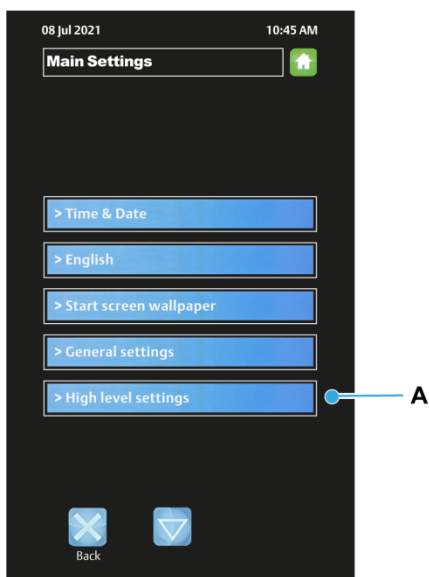 08 Jul 2021 10:45 AM
Main Settings
> Time & Date
> English
> Start screen wallpaper
> General settings
> High level settings
A
Back